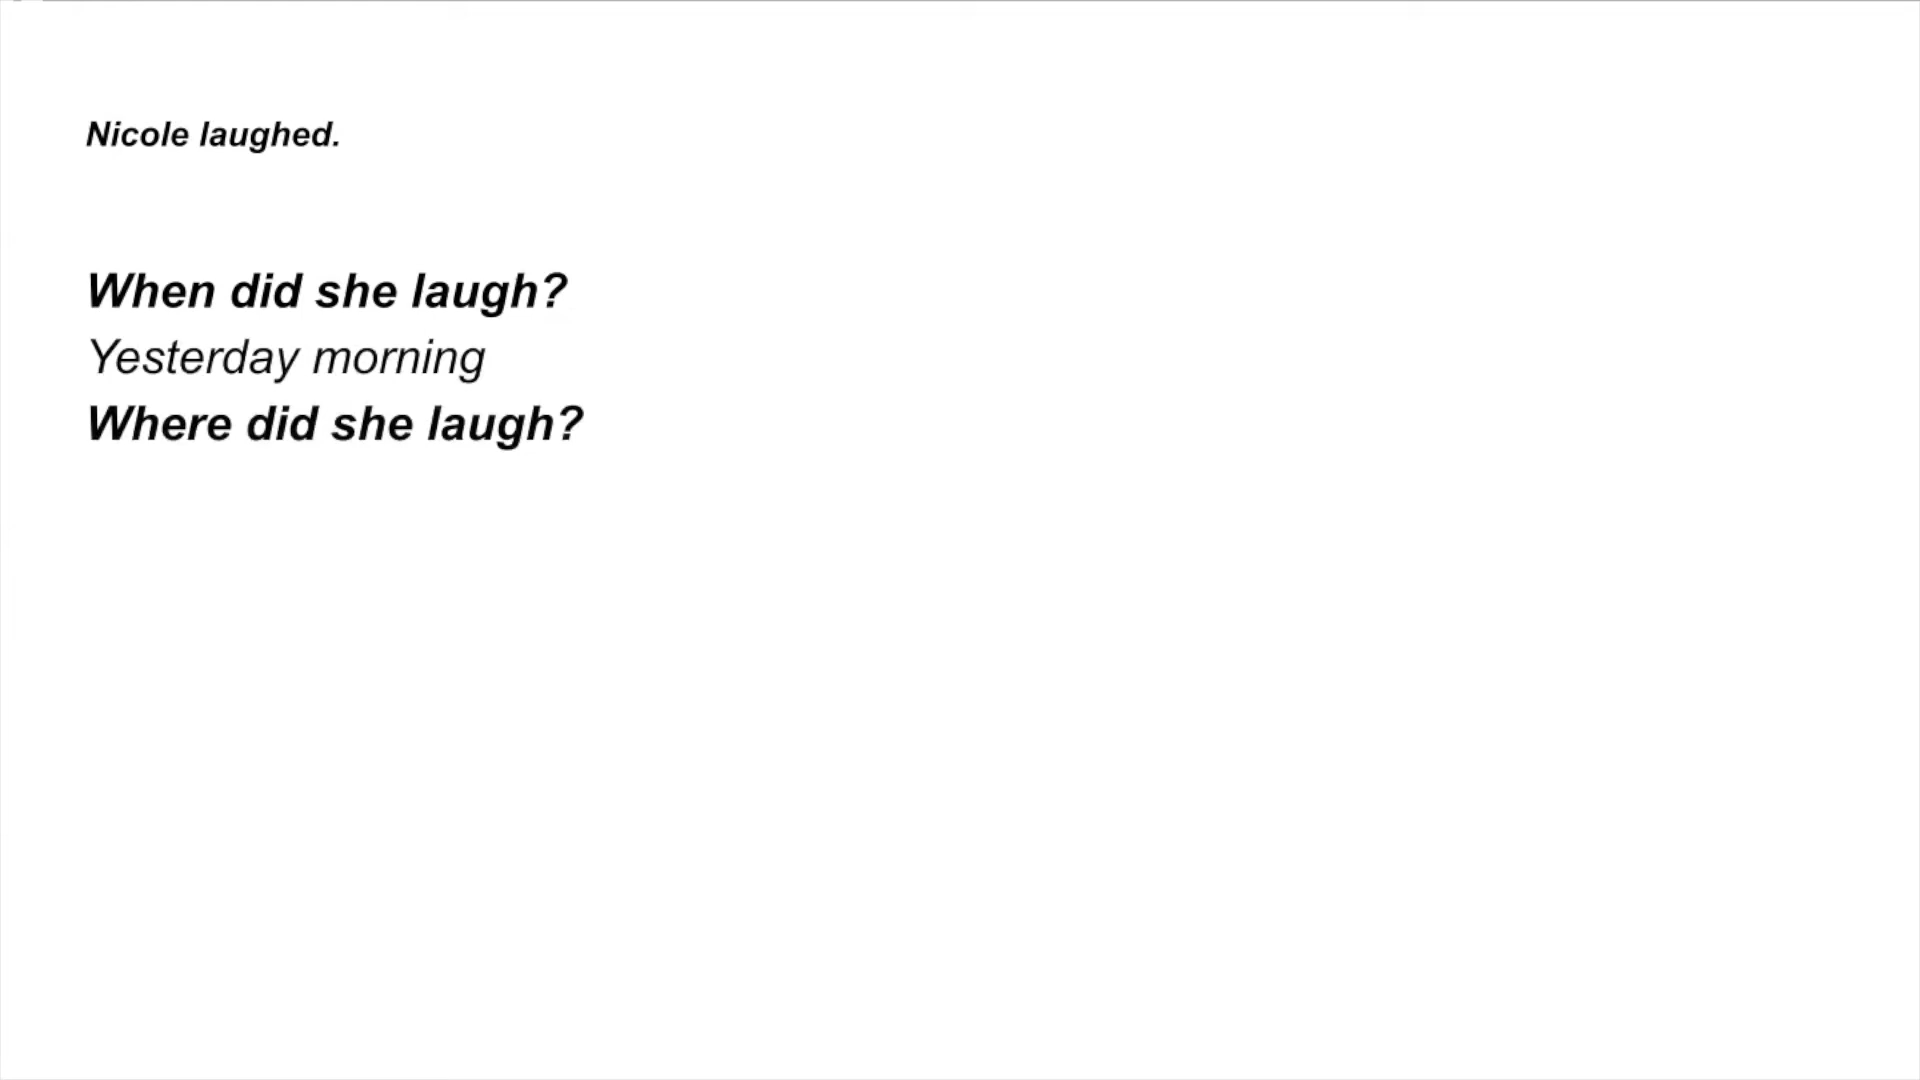 Nicole laughed.
When did she laugh?
Yesterday morning
Where did she laugh?